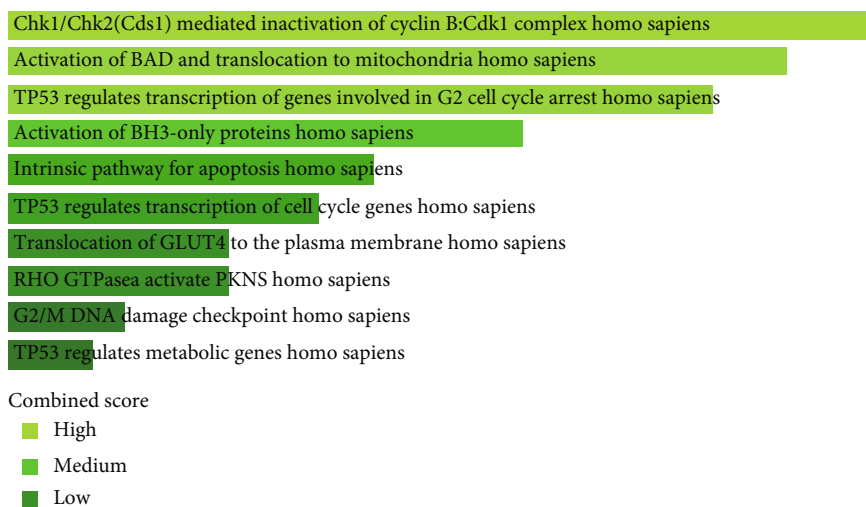 Chk1/Chk2(Cds1) mediated inactivation of cyclin B:Cdk1 complex homo sapiens
Activation of BAD and translocation to mitochondria homo sapiens
TP53 regulates transcription of genes involved in G2 cell cycle arrest homo sapiens
Activation of BH3-only proteins homo sapiens
Intrinsic pathway for apoptosis homo sapiens
TP53 regulates transcription of cell cycle genes homo sapiens
Translocation of GLUT4 to the plasma membrane homo sapiens
RHO GTPasea activate PKNS homo sapiens
G2/M DNA damage checkpoint homo sapiens
TP53 regulates metabolic genes homo sapiens
Combined score
High
Medium
Low